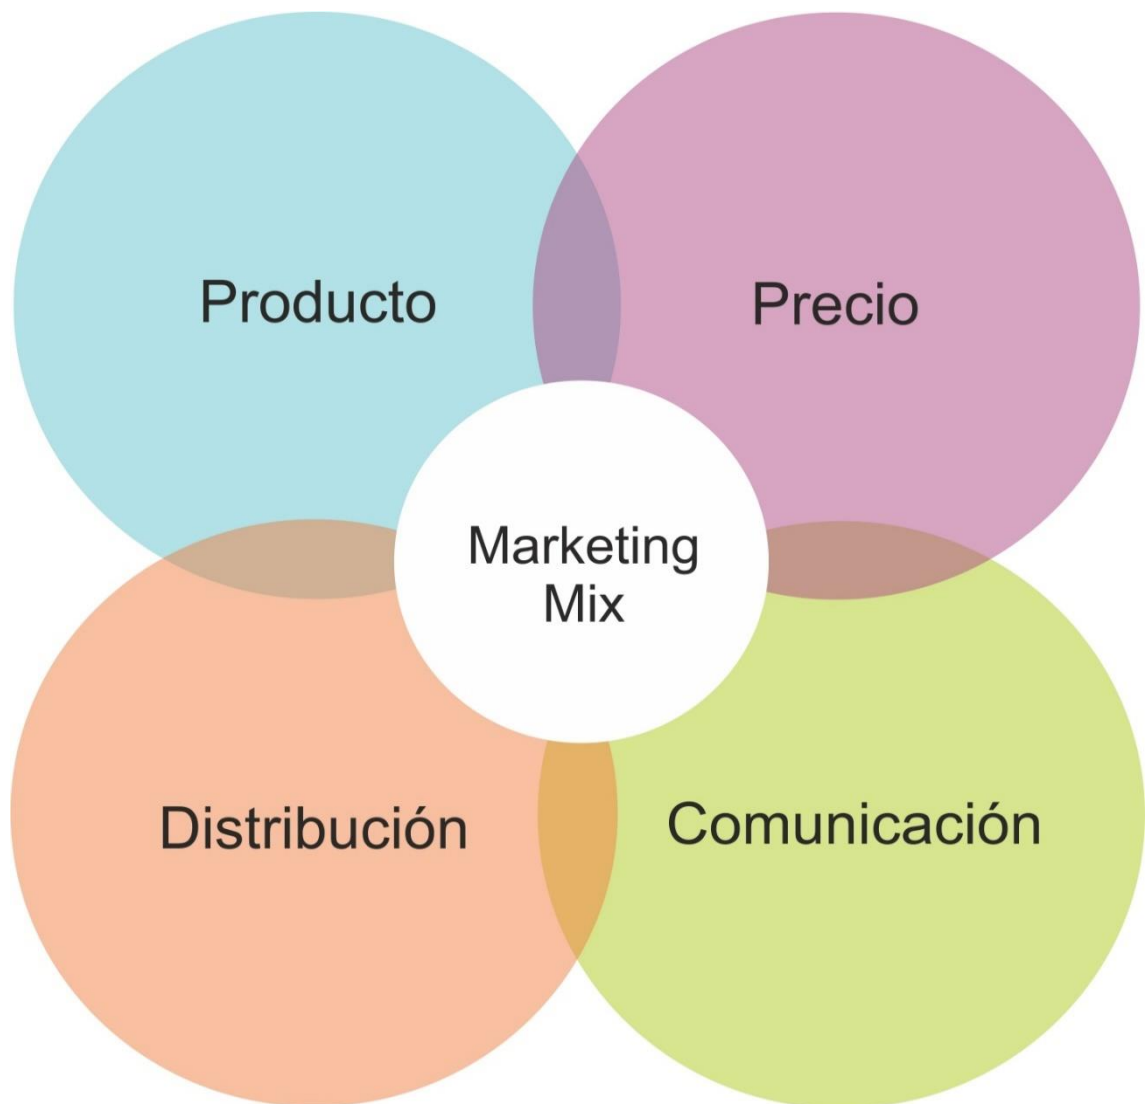 Producto
Precio
Marketing
Mix
Distribución
Comunicación